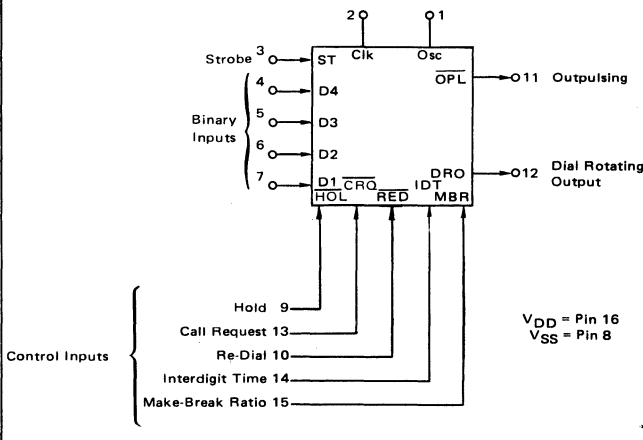 2 1
Clk Osc
Strobe 3 ST
OPL 11 Outpulsing
Binary
Inputs
4 D4
5 D3
6 D2
7 D1
DRO 12 Dial Rotating
Output
HOL CRQ RED IDT MBR
Control Inputs
Hold 9
Call Request 13
Re-Dial 10
Interdigit Time 14
Make-Break Ratio 15
VDD = Pin 16
VSS = Pin 8